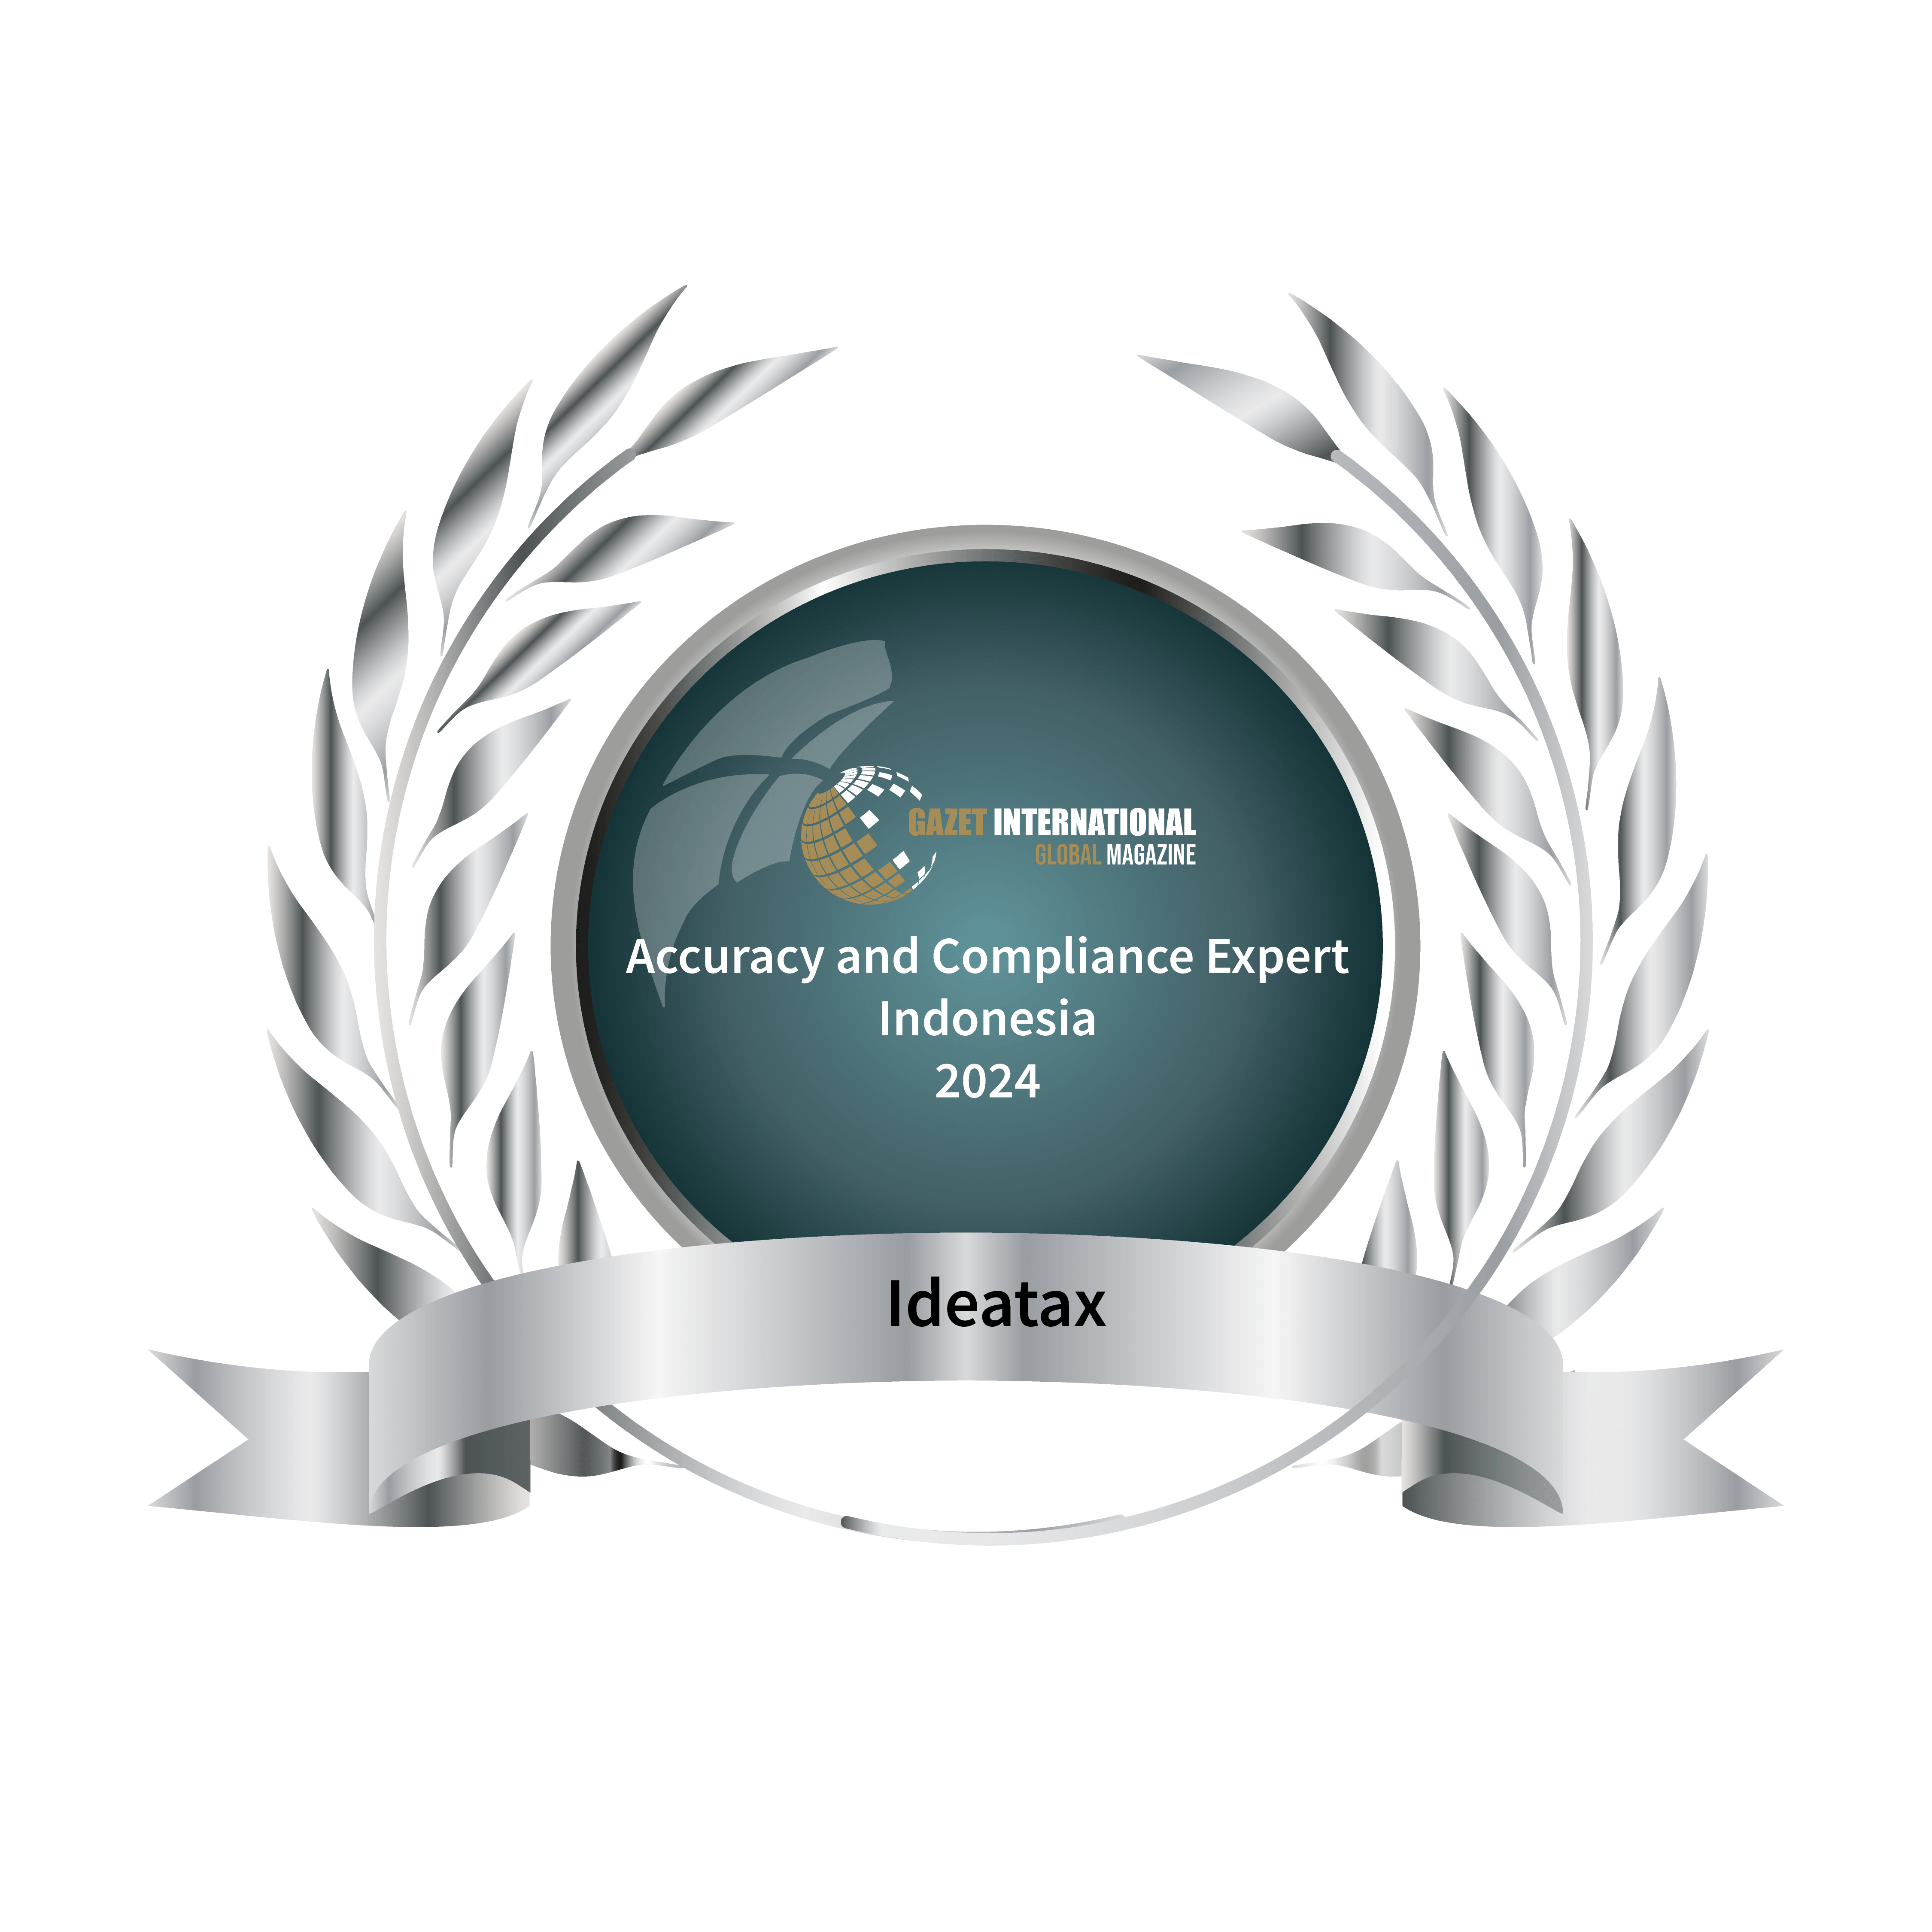 GAZET INTERNATIONAL
GLOBAL MAGAZINE
Accuracy and Compliance Expert
Indonesia
2024
Ideatax